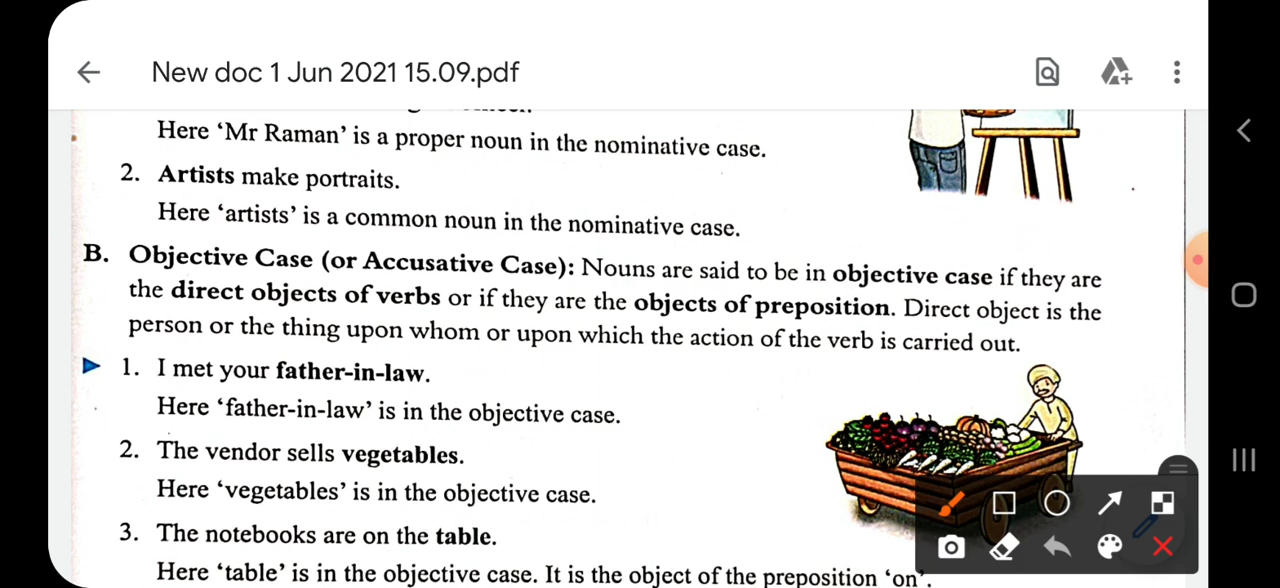 New doc 1 Jun 2021 15.09.pdf
Here ‘Mr Raman’ is a proper noun in the nominative case.
2. Artists make portraits.
Here ‘artists’ is a common noun in the nominative case.
B. Objective Case (or Accusative Case): Nouns are said to be in objective case if they are
the direct objects of verbs or if they are the objects of preposition. Direct object is the
person or the thing upon whom or upon which the action of the verb is carried out.
1. I met your father-in-law.
Here ‘father-in-law’ is in the objective case.
2. The vendor sells vegetables.
Here ‘vegetables’ is in the objective case.
3. The notebooks are on the table.
Here ‘table’ is in the objective case. It is the object of the preposition ‘on’.